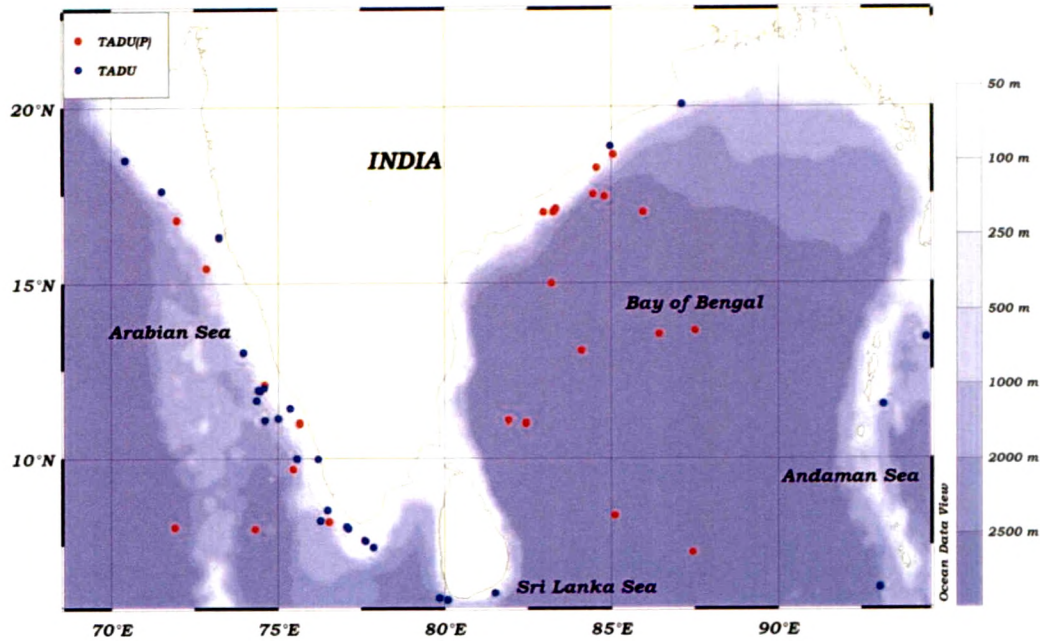 TADU(P)
TADU
20°N
15°N
10°N
INDIA
Arabian Sea
Bay of Bengal
Andaman Sea
Sri Lanka Sea
70°E
75°E
80°E
85°E
90°E
Ocean Data View
50 m
100 m
250 m
500 m
1000 m
2000 m
2500 m